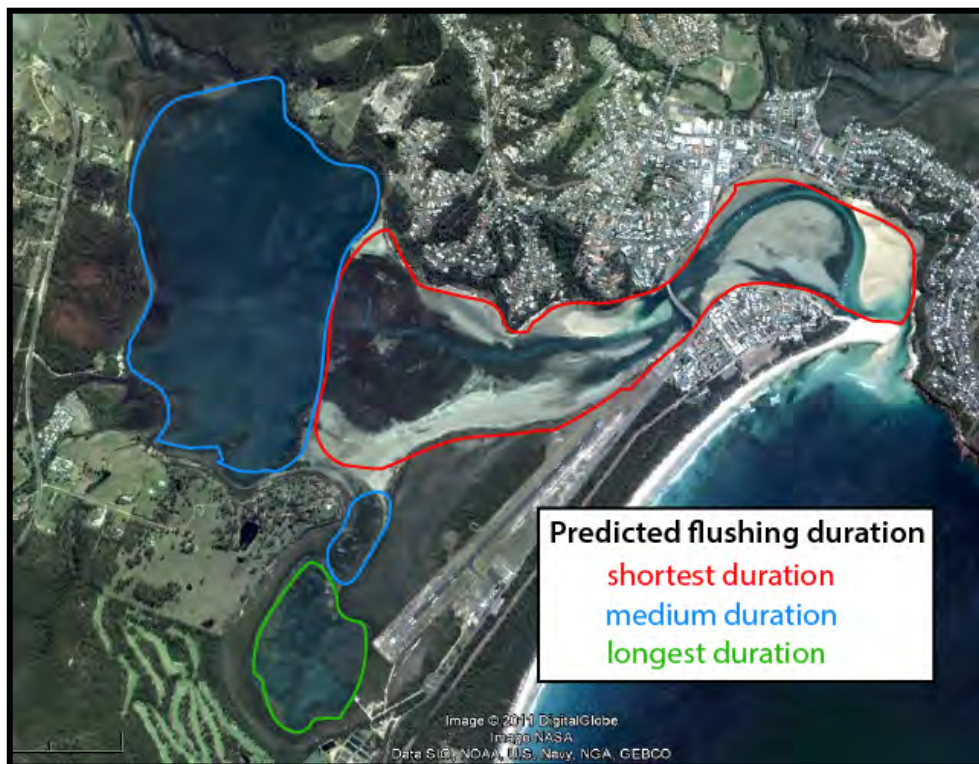 Predicted flushing duration
shortest duration
medium duration
longest duration
Image © 2011 DigitalGlobe
Image NASA
Data SIO, NOAA, U.S. Navy, NGA, GEBCO